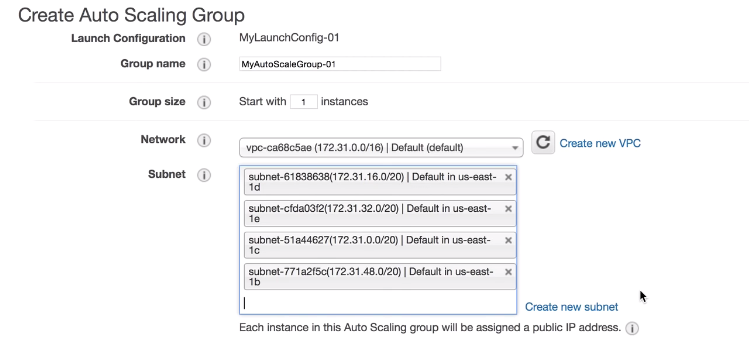 Create Auto Scaling Group
Launch Configuration i MyLaunchConfig-01
Group name i MyAutoScaleGroup-01
Group size i Start with 1 instances
Network i vpc-ca68c5ae (172.31.0.0/16) | Default (default) Create new VPC
Subnet i subnet-61838638(172.31.16.0/20) | Default in us-east-
1d
subnet-cfda03f2(172.31.32.0/20) | Default in us-east-
1e
subnet-51a44627(172.31.0.0/20) | Default in us-east-
1c
subnet-771a2f5c(172.31.48.0/20) | Default in us-east-
1b
Create new subnet
Each instance in this Auto Scaling group will be assigned a public IP address. i